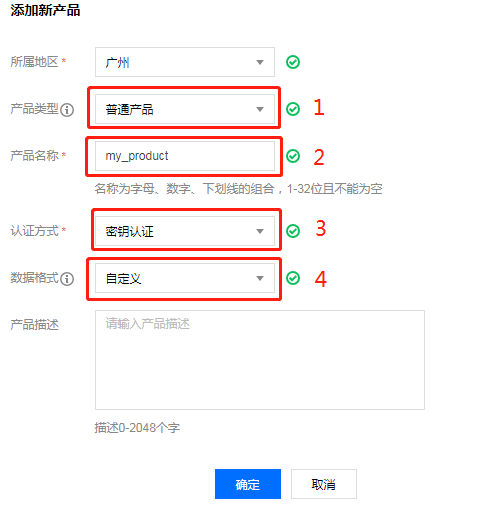 添加新产品
所属地区 * 广州
产品类型 普通产品 1
产品名称 * my_product 2
名称为字母、数字、下划线的组合，1-32位且不能为空
认证方式 * 密钥认证 3
数据格式 自定义 4
产品描述 请输入产品描述
描述0-2048个字
确定 取消